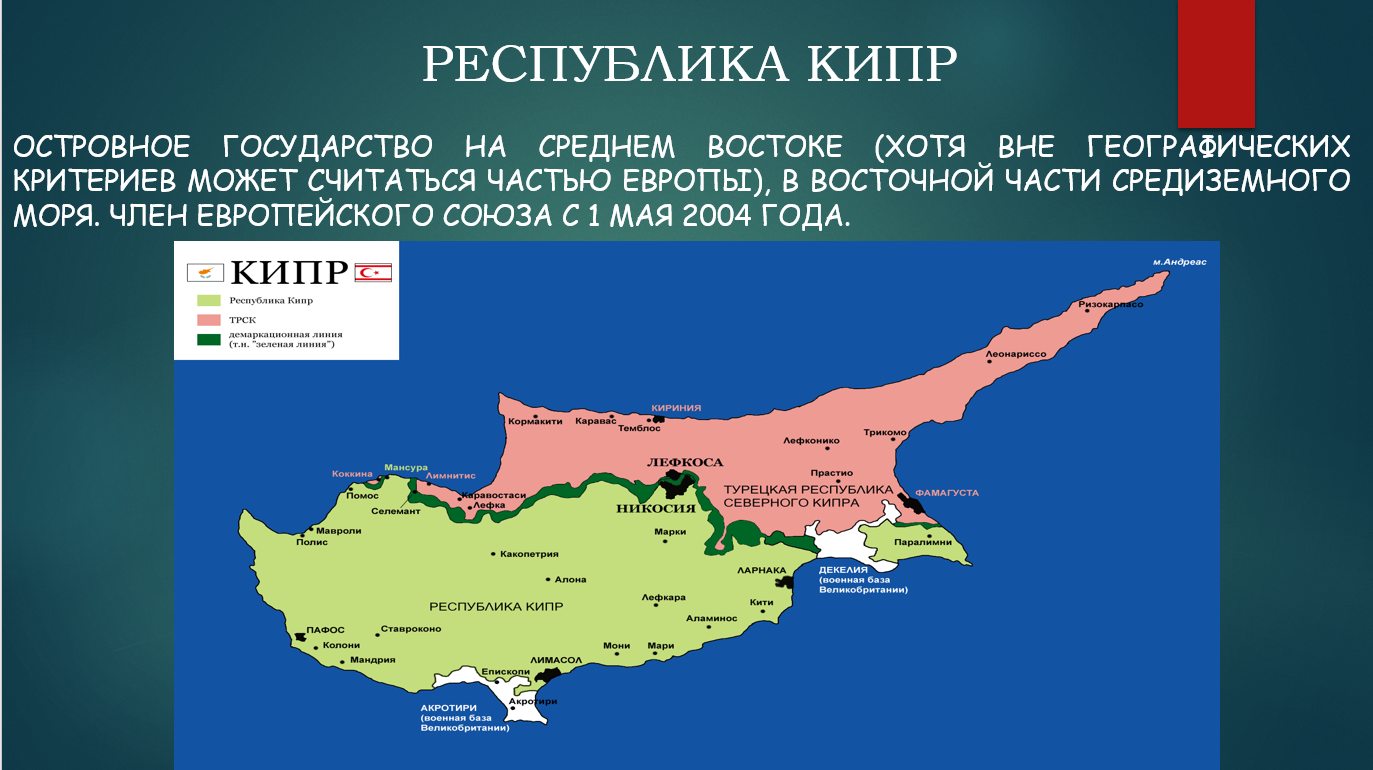 РЕСПУБЛИКА КИПР
ОСТРОВНОЕ ГОСУДАРСТВО НА СРЕДНЕМ ВОСТОКЕ (ХОТЯ ВНЕ ГЕОГРАФИЧЕСКИХ
КРИТЕРИЕВ МОЖЕТ СЧИТАТЬСЯ ЧАСТЬЮ ЕВРОПЫ), В ВОСТОЧНОЙ ЧАСТИ СРЕДИЗЕМНОГО
МОРЯ. ЧЛЕН ЕВРОПЕЙСКОГО СОЮЗА С 1 МАЯ 2004 ГОДА.
КИПР
Республика Кипр
ТРСК
демаркационная линия
(т.н. "зеленая линия")
м.Андреас
Ризокарпасо
Леонариссо
КИРИНИЯ
Кормакити
Каравас
Темблос
Трикомо
Лефконико
ЛЕФКОСА
Мансура
Коккина
Лимнитис
Прастио
ТУРЕЦКАЯ РЕСПУБЛИКА
СЕВЕРНОГО КИПРА
ФАМАГУСТА
Помос
Каравостаси
Лефка
Селемант
НИКОСИЯ
Мавроли
Полис
Марки
Паралимни
Какопетрия
ЛАРНАКА
ДЕКЕЛИЯ
(военная база
Великобритании)
Алона
Лефкара
Кити
РЕСПУБЛИКА КИПР
Аламинос
ПАФОС
Ставроконо
Колони
Мони
Мари
Мандрия
ЛИМАСОЛ
Епископи
Акротири
АКРОТИРИ
(военная база
Великобритании)